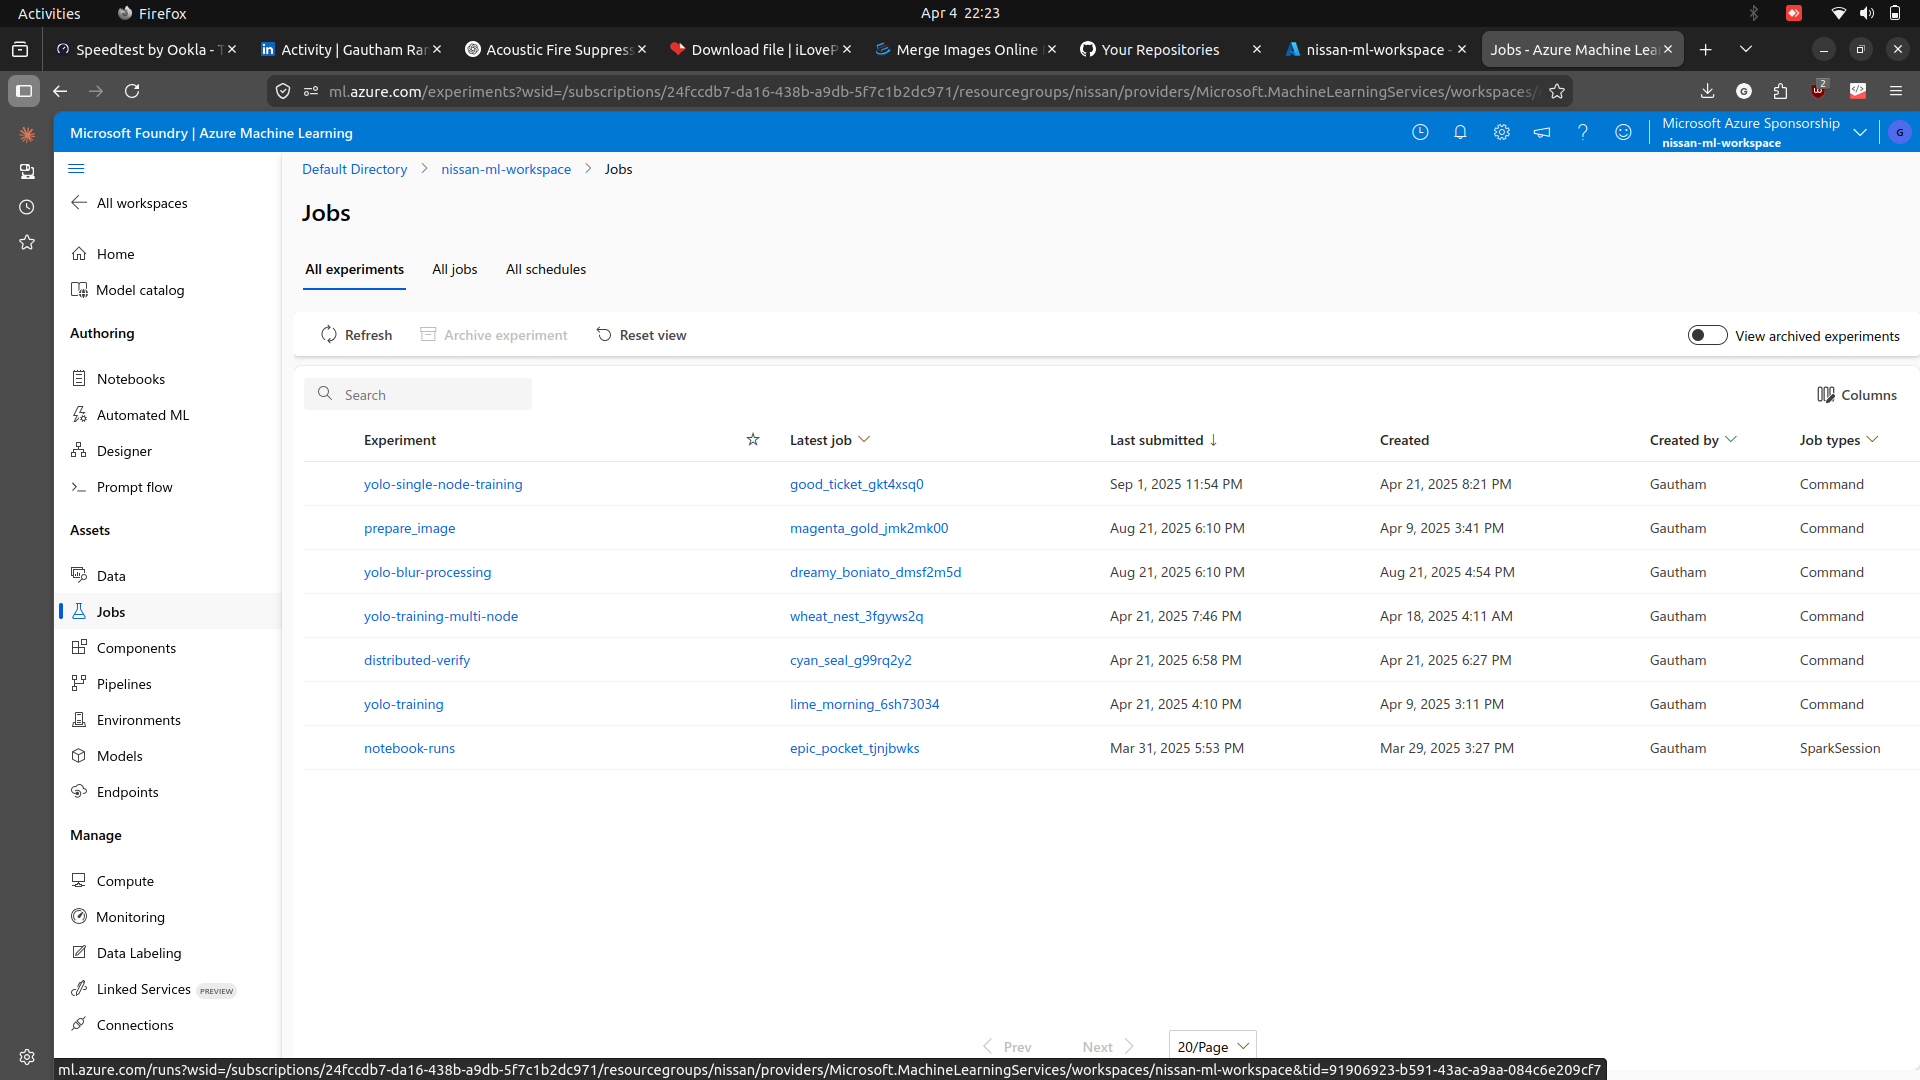 Activities
Firefox
Apr 4 22:23
Speedtest by Ookla - T
Activity | Gautham Ran
Acoustic Fire Suppress
Download file | iLoveP
Merge Images Online
Your Repositories
nissan-ml-workspace -
Jobs - Azure Machine Lea
ml.azure.com/experiments?wsid=/subscriptions/24fccdb7-da16-438b-a9db-5f7c1b2dc971/resourcegroups/nissan/providers/Microsoft.MachineLearningServices/workspaces/
2
Microsoft Foundry | Azure Machine Learning
Microsoft Azure Sponsorship
nissan-ml-workspace
G
All workspaces
Home
Model catalog
Authoring
Notebooks
Automated ML
Designer
Prompt flow
Assets
Data
Jobs
Components
Pipelines
Environments
Models
Endpoints
Manage
Compute
Monitoring
Data Labeling
Linked Services PREVIEW
Connections
Default Directory > nissan-ml-workspace > Jobs
Jobs
All experiments All jobs All schedules
Refresh Archive experiment Reset view View archived experiments
Search Columns
Experiment Latest job Last submitted ↓ Created Created by Job types
yolo-single-node-training good_ticket_gkt4xsq0 Sep 1, 2025 11:54 PM Apr 21, 2025 8:21 PM Gautham Command
prepare_image magenta_gold_jmk2mk00 Aug 21, 2025 6:10 PM Apr 9, 2025 3:41 PM Gautham Command
yolo-blur-processing dreamy_boniato_dmsf2m5d Aug 21, 2025 6:10 PM Aug 21, 2025 4:54 PM Gautham Command
yolo-training-multi-node wheat_nest_3fgyws2q Apr 21, 2025 7:46 PM Apr 18, 2025 4:11 AM Gautham Command
distributed-verify cyan_seal_g99rq2y2 Apr 21, 2025 6:58 PM Apr 21, 2025 6:27 PM Gautham Command
yolo-training lime_morning_6sh73034 Apr 21, 2025 4:10 PM Apr 9, 2025 3:11 PM Gautham Command
notebook-runs epic_pocket_tjnjbwks Mar 31, 2025 5:53 PM Mar 29, 2025 3:27 PM Gautham SparkSession
Prev Next 20/Page
ml.azure.com/runs?wsid=/subscriptions/24fccdb7-da16-438b-a9db-5f7c1b2dc971/resourcegroups/nissan/providers/Microsoft.MachineLearningServices/workspaces/nissan-ml-workspace&tid=91906923-b591-43ac-a9aa-084c6e209cf7